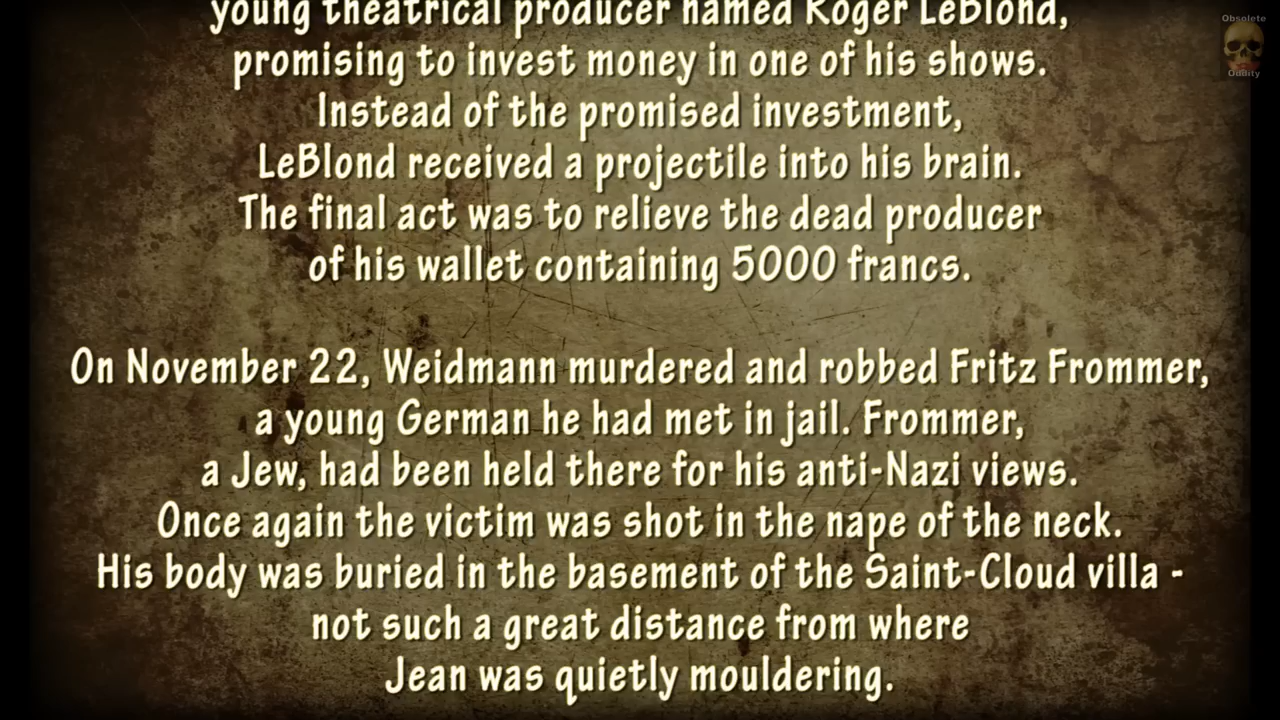 young theatrical producer named Roger LeBlond,
promising to invest money in one of his shows.
Instead of the promised investment,
LeBlond received a projectile into his brain.
The final act was to relieve the dead producer
of his wallet containing 5000 francs.
On November 22, Weidmann murdered and robbed Fritz Frommer,
a young German he had met in jail. Frommer,
a Jew, had been held there for his anti-Nazi views.
Once again the victim was shot in the nape of the neck.
His body was buried in the basement of the Saint-Cloud villa -
not such a great distance from where
Jean was quietly mouldering.
Obsolete
Oddity